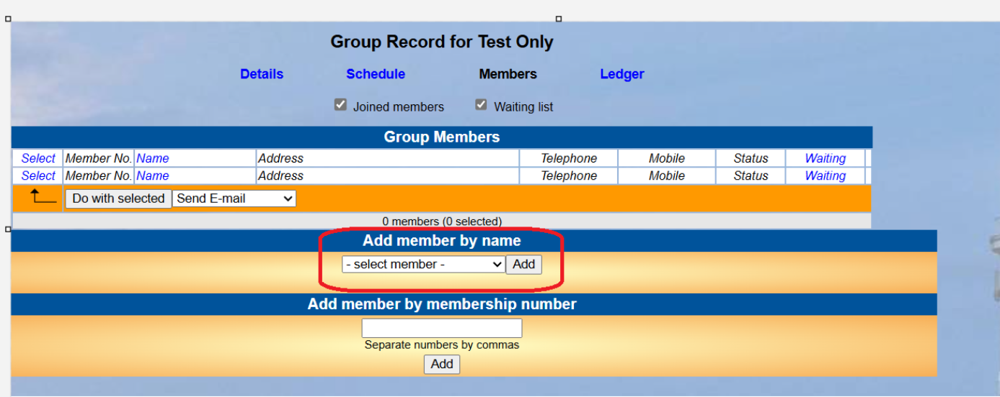 Group Record for Test Only
Details Schedule Members Ledger
Joined members Waiting list
Group Members
Select Member No. Name Address Telephone Mobile Status Waiting
Select Member No. Name Address Telephone Mobile Status Waiting
Do with selected Send E-mail
0 members (0 selected)
Add member by name
- select member - Add
Add member by membership number
Separate numbers by commas
Add